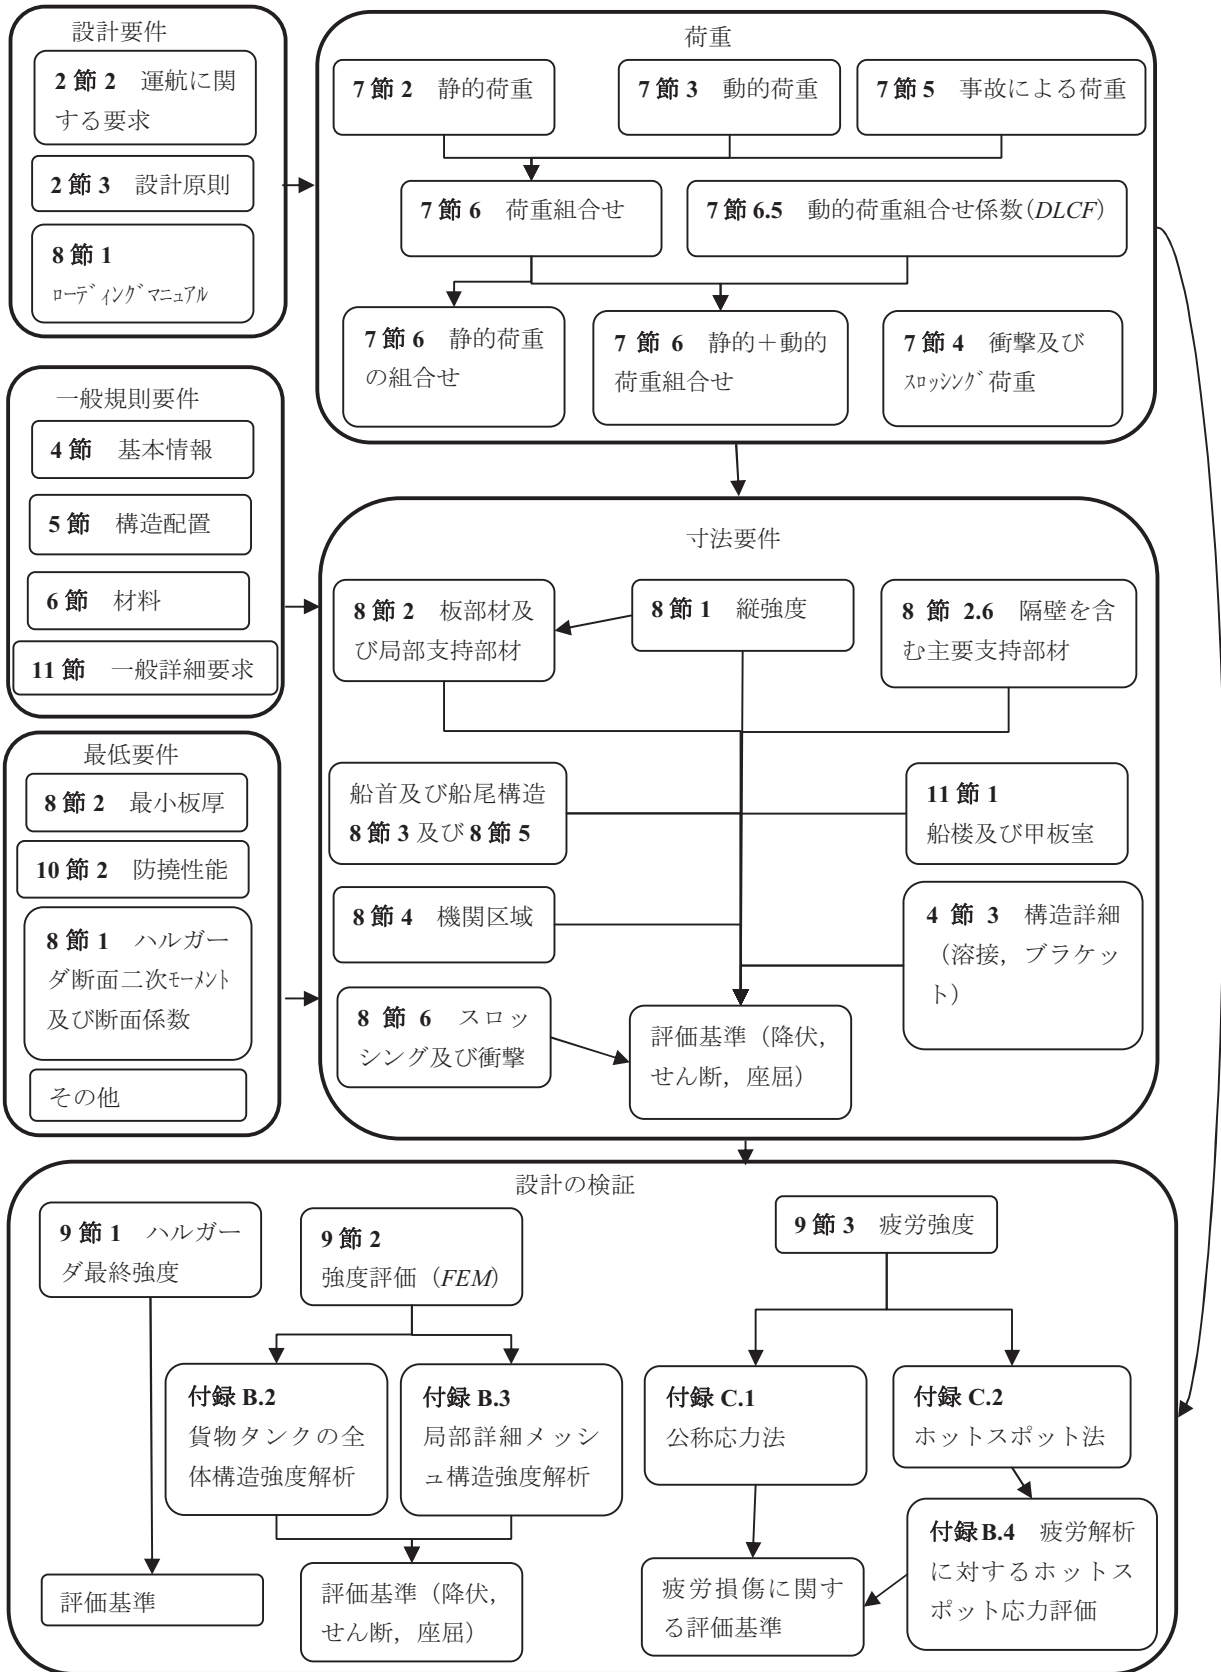 設計要件
2 節 2 運航に関
する要求
2 節 3 設計原則
8 節 1
ローディングマニュアル
荷重
7 節 2 静的荷重
7 節 3 動的荷重
7 節 5 事故による荷重
7 節 6 荷重組合せ
7 節 6.5 動的荷重組合せ係数(DLCF)
7 節 6 静的荷重
の組合せ
7 節 6 静的＋動的
荷重組合せ
7 節 4 衝撃及び
スロッシング荷重
一般規則要件
4 節 基本情報
5 節 構造配置
6 節 材料
11 節 一般詳細要求
寸法要件
8 節 2 板部材及
び局部支持部材
8 節 1 縦強度
8 節 2.6 隔壁を含
む主要支持部材
船首及び船尾構造
8 節 3 及び 8 節 5
11 節 1
船楼及び甲板室
8 節 4 機関区域
4 節 3 構造詳細
（溶接，ブラケッ
ト）
8 節 6 スロッ
シング及び衝撃
評価基準（降伏，
せん断，座屈）
最低要件
8 節 2 最小板厚
10 節 2 防撓性能
8 節 1 ハルガー
ダ断面二次モーメント
及び断面係数
その他
設計の検証
9 節 1 ハルガー
ダ最終強度
9 節 2
強度評価（FEM）
9 節 3 疲労強度
付録 B.2
貨物タンクの全
体構造強度解析
付録 B.3
局部詳細メッシ
ュ構造強度解析
付録 C.1
公称応力法
付録 C.2
ホットスポット法
付録 B.4 疲労解析
に対するホットス
ポット応力評価
評価基準
評価基準（降伏，
せん断，座屈）
疲労損傷に関す
る評価基準